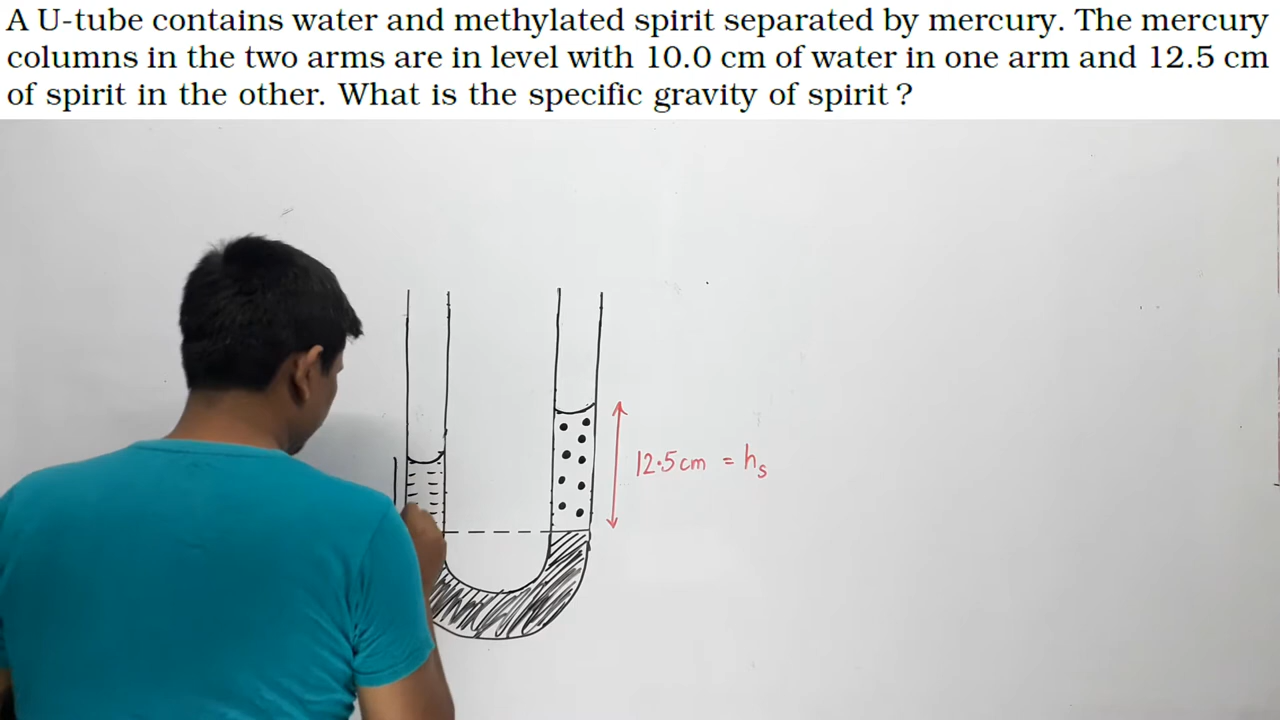 A U-tube contains water and methylated spirit separated by mercury. The mercury
columns in the two arms are in level with 10.0 cm of water in one arm and 12.5 cm
of spirit in the other. What is the specific gravity of spirit ?
12.5 cm = hs